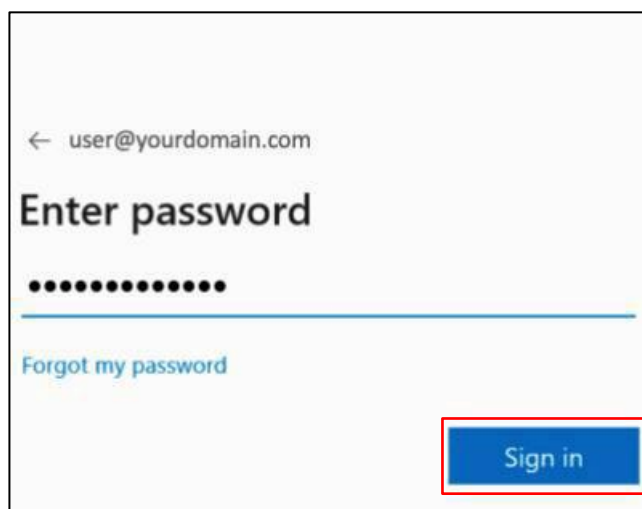 ← user@yourdomain.com
Enter password
•••••••••••••
Forgot my password
Sign in